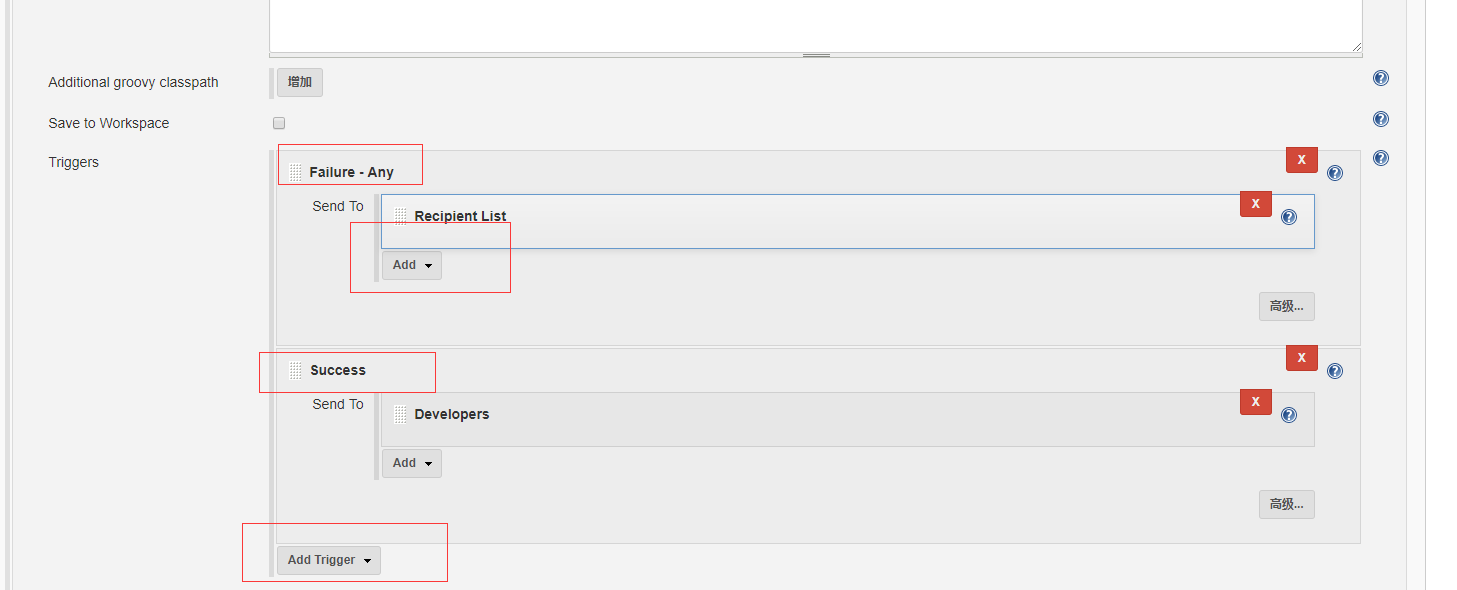 Additional groovy classpath
增加
Save to Workspace
Triggers
Failure - Any
X
Send To
Recipient List
X
Add
高级...
Success
X
Send To
Developers
X
Add
高级...
Add Trigger